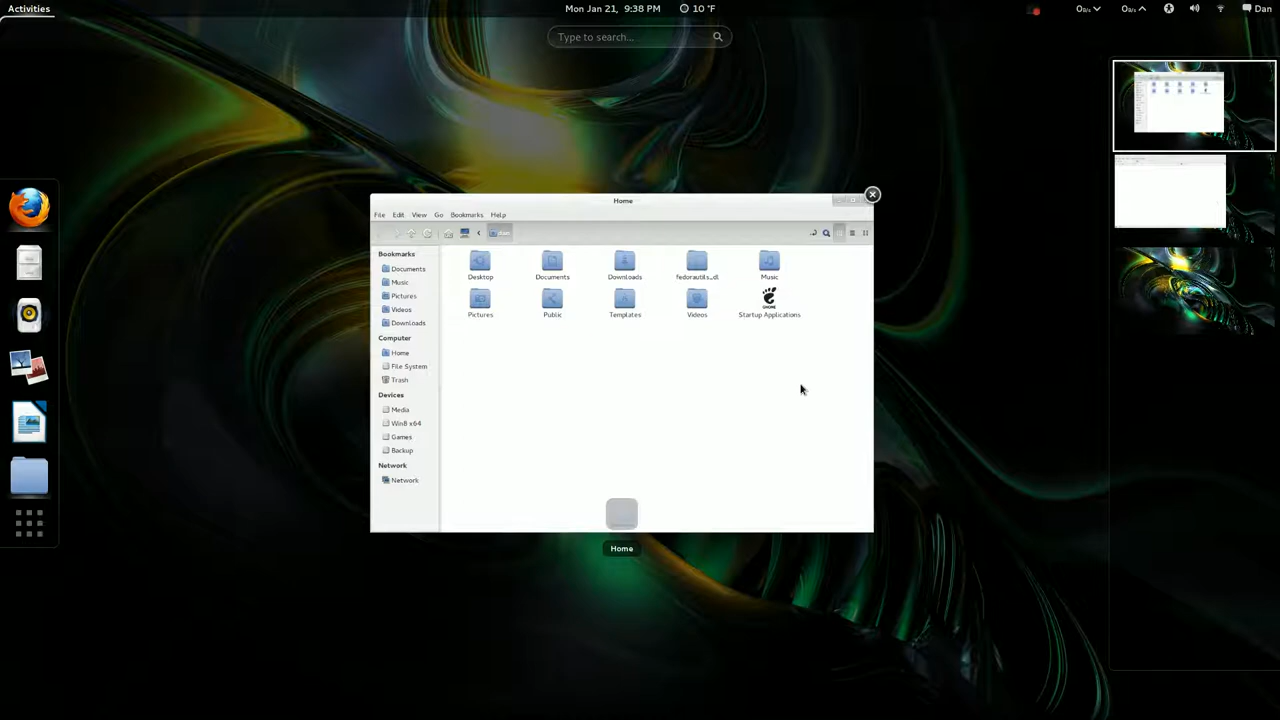 Activities
Mon Jan 21, 9:38 PM
10 °F
Dan
Type to search...
Home
File Edit View Go Bookmarks Help
Bookmarks
Documents
Music
Pictures
Videos
Downloads
Computer
Home
File System
Trash
Devices
Media
Win8 x64
Games
Backup
Network
Network
Desktop
Documents
Downloads
fedorautils_dl
Music
Pictures
Public
Templates
Videos
Startup Applications
GNOME
Home